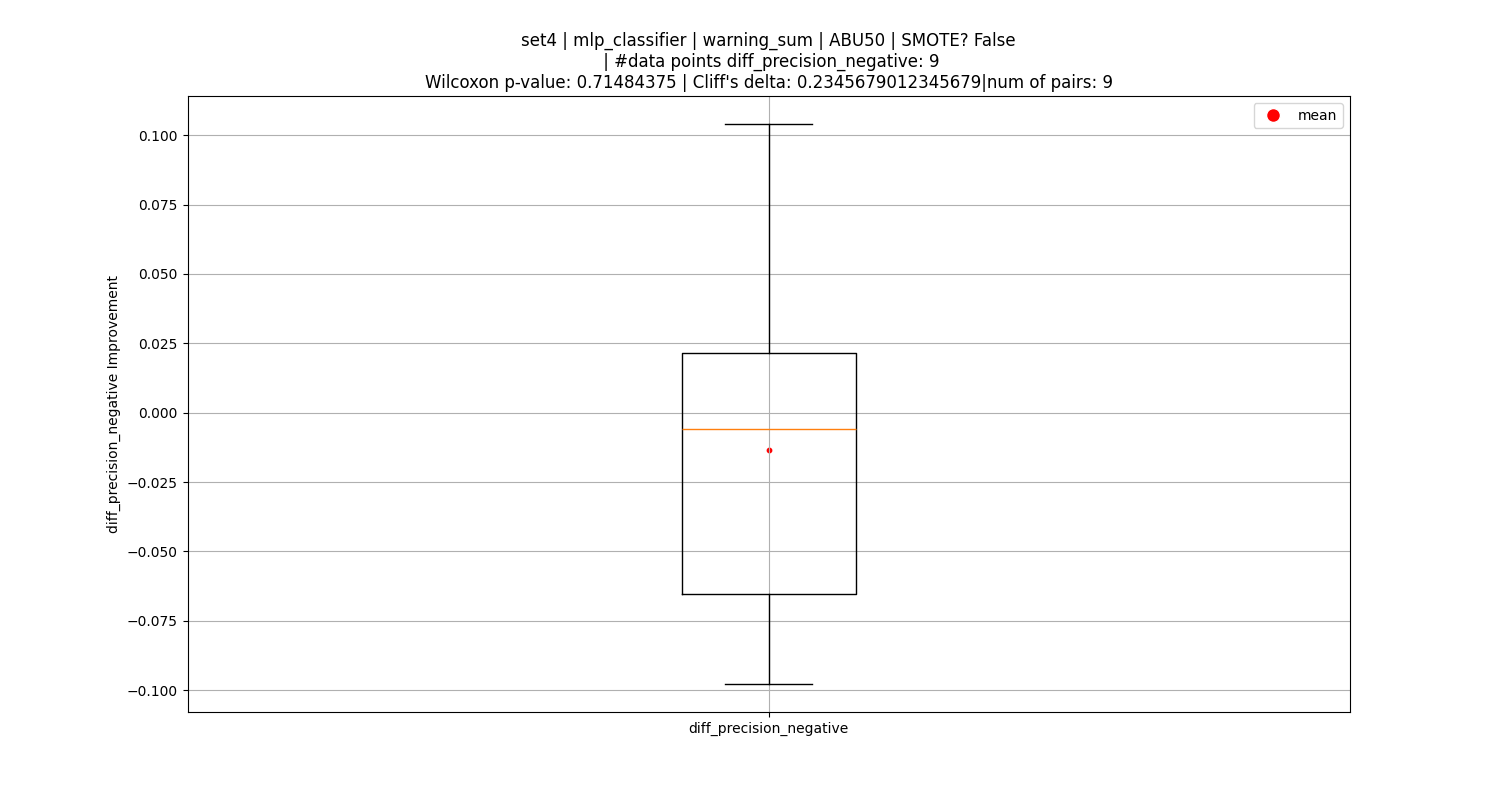 set4 | mlp_classifier | warning_sum | ABU50 | SMOTE? False
| #data points diff_precision_negative: 9
Wilcoxon p-value: 0.71484375 | Cliff's delta: 0.2345679012345679|num of pairs: 9
mean
0.100
0.075
0.050
0.025
0.000
−0.025
−0.050
−0.075
−0.100
diff_precision_negative Improvement
diff_precision_negative